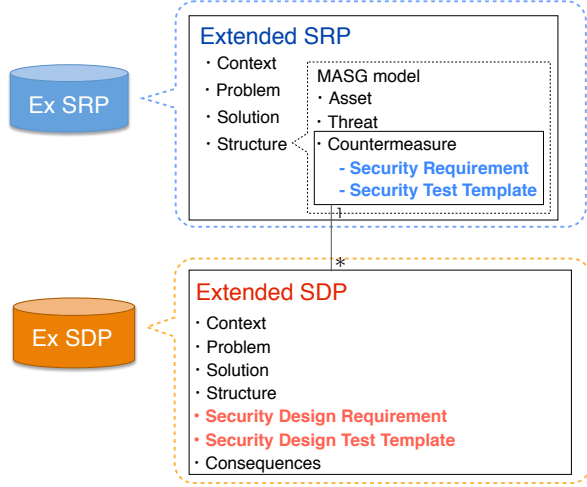 Ex SRP
Extended SRP
・Context
・Problem
・Solution
・Structure
MASG model
・Asset
・Threat
・Countermeasure
- Security Requirement
- Security Test Template
1
*
Ex SDP
Extended SDP
・Context
・Problem
・Solution
・Structure
・Security Design Requirement
・Security Design Test Template
・Consequences